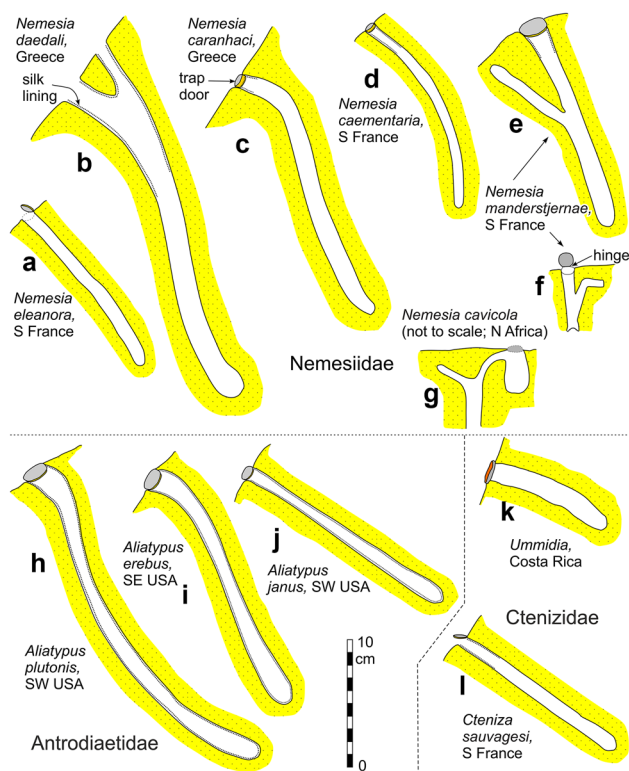 Nemesia
daedali,
Greece
silk
lining
b
Nemesia
caranhaci,
Greece
trap
door
c
d
Nemesia
caementaria,
S France
e
Nemesia
manderstjernae,
S France
hinge
f
a
Nemesia
eleanora,
S France
Nemesiidae
Nemesia cavicola
(not to scale; N Africa)
g
h
Aliatypus
plutonis,
SW USA
Aliatypus
erebus,
SE USA
i
j
Aliatypus
janus, SW USA
Antrodiaetidae
10
cm
0
k
Ummidia,
Costa Rica
Ctenizidae
l
Cteniza
sauvagesi,
S France